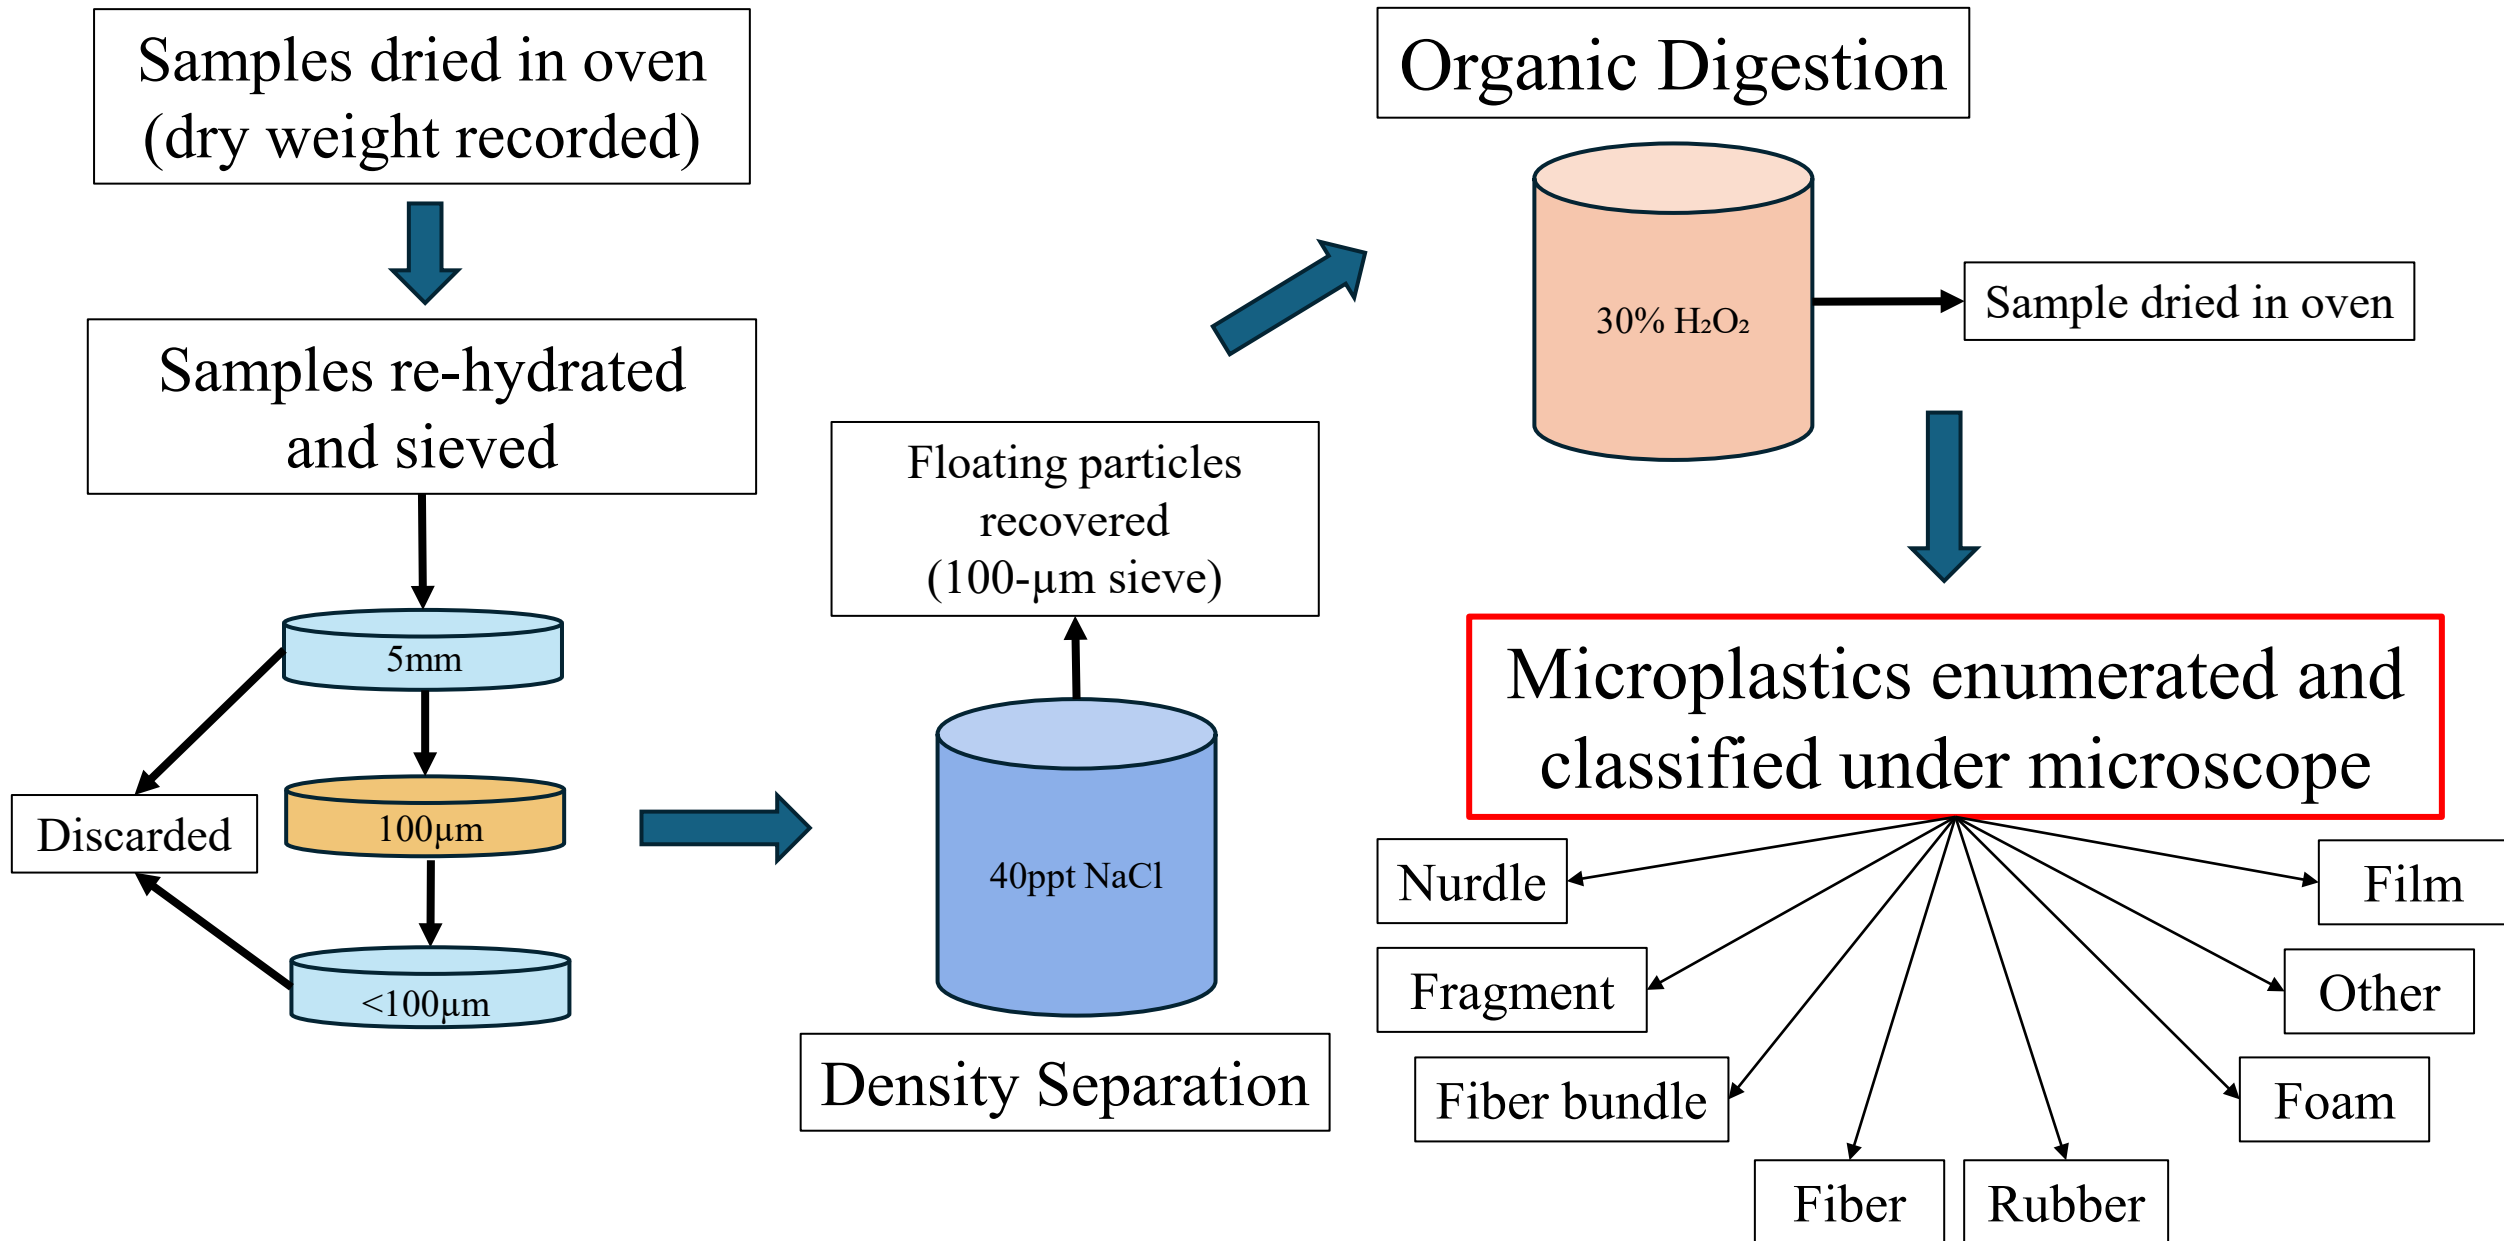 Samples dried in oven
(dry weight recorded)
Samples re-hydrated
and sieved
5mm
100µm
<100µm
Discarded
Floating particles
recovered
(100-µm sieve)
40ppt NaCl
Density Separation
Organic Digestion
30% H₂O₂
Sample dried in oven
Microplastics enumerated and
classified under microscope
Nurdle
Fragment
Fiber bundle
Fiber
Rubber
Foam
Other
Film